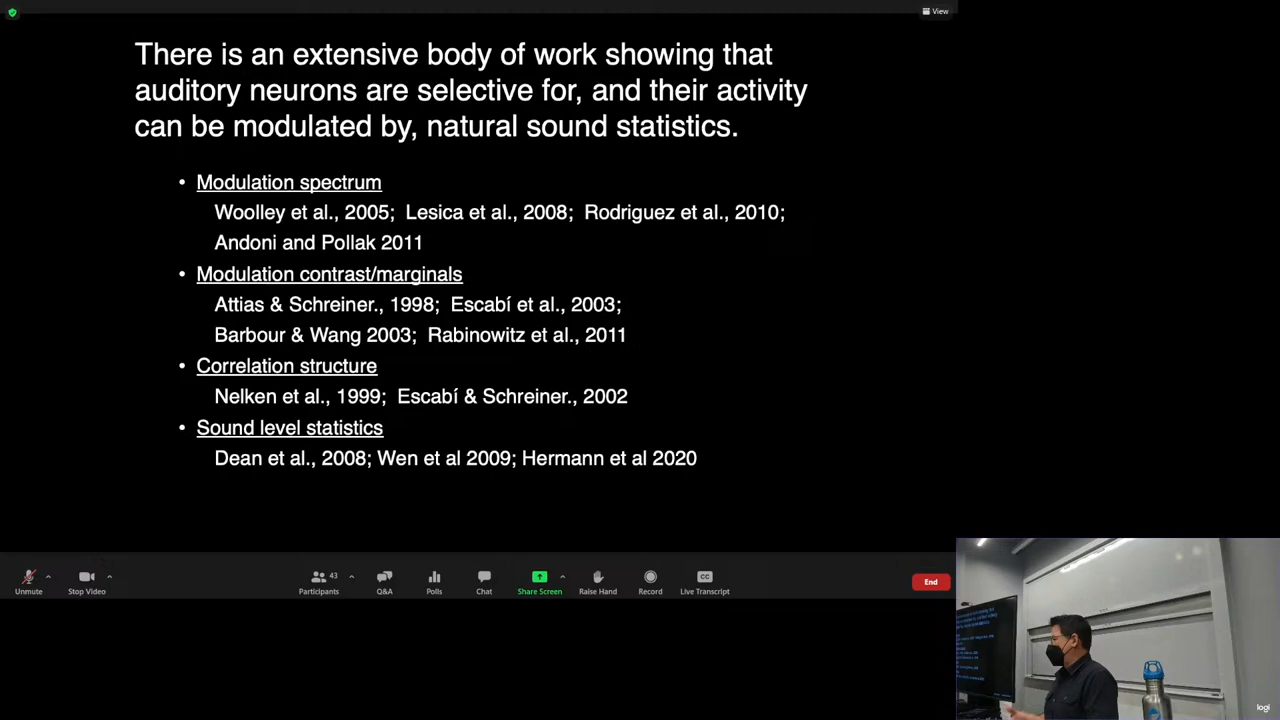 View
There is an extensive body of work showing that
auditory neurons are selective for, and their activity
can be modulated by, natural sound statistics.
• Modulation spectrum
Woolley et al., 2005; Lesica et al., 2008; Rodriguez et al., 2010;
Andoni and Pollak 2011
• Modulation contrast/marginals
Attias & Schreiner., 1998; Escabí et al., 2003;
Barbour & Wang 2003; Rabinowitz et al., 2011
• Correlation structure
Nelken et al., 1999; Escabí & Schreiner., 2002
• Sound level statistics
Dean et al., 2008; Wen et al 2009; Hermann et al 2020
Unmute
Stop Video
43
Participants
Q&A
Polls
Chat
Share Screen
Raise Hand
Record
CC
Live Transcript
End
logi